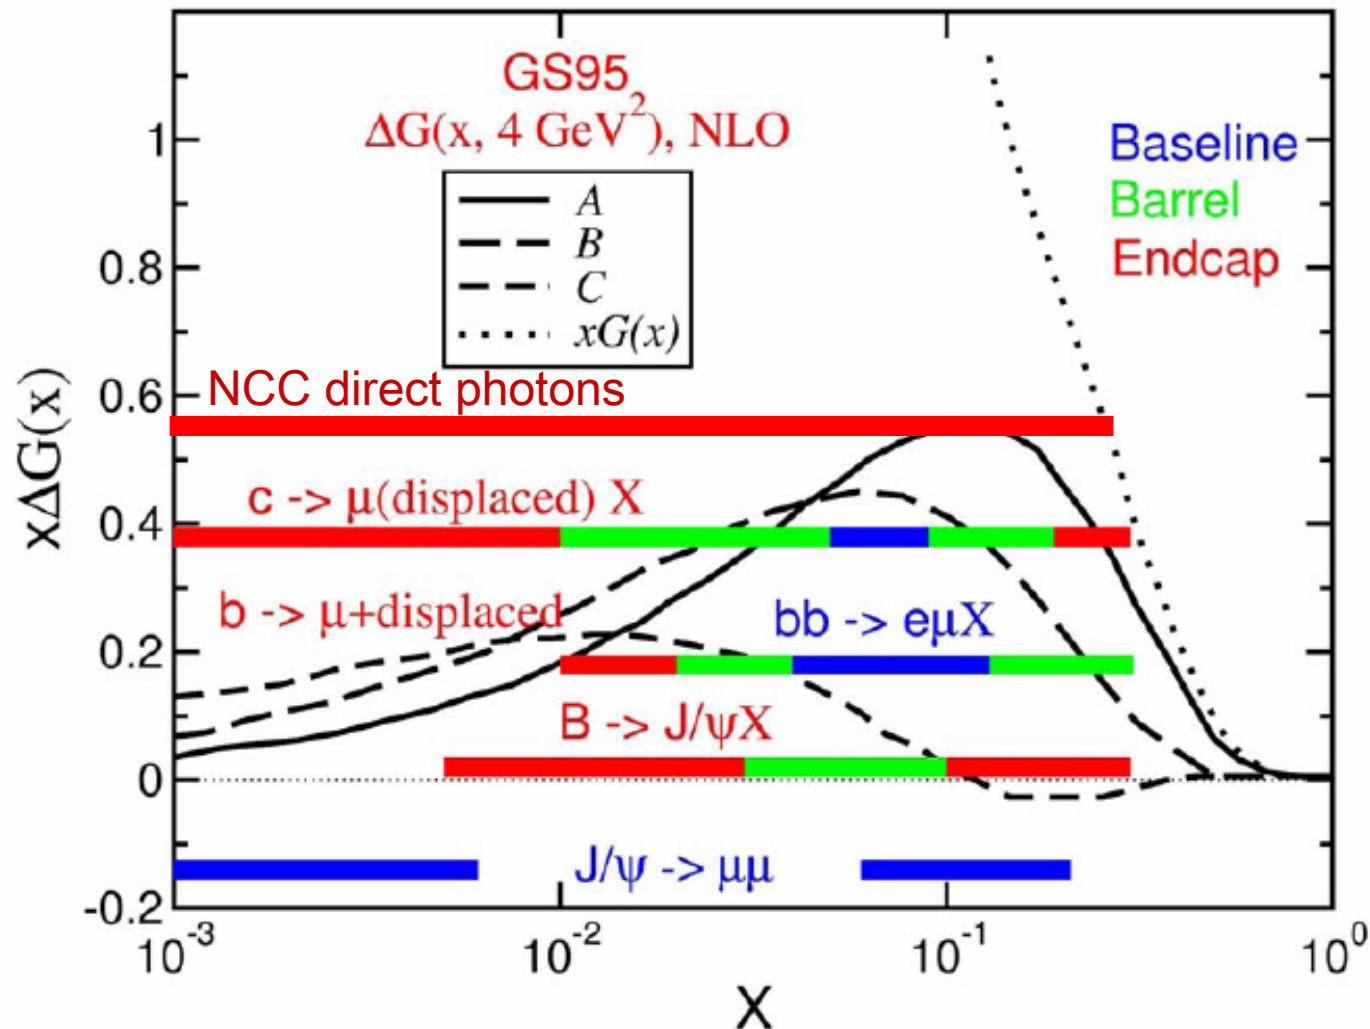 GS95
ΔG(x, 4 GeV²), NLO
A
B
C
xG(x)
Baseline
Barrel
Endcap
1
0.8
0.6
0.4
0.2
0
-0.2
xΔG(x)
NCC direct photons
c -> μ(displaced) X
b -> μ+displaced
bb -> eμX
B -> J/ψX
J/ψ -> μμ
10⁻³
10⁻²
10⁻¹
10⁰
X